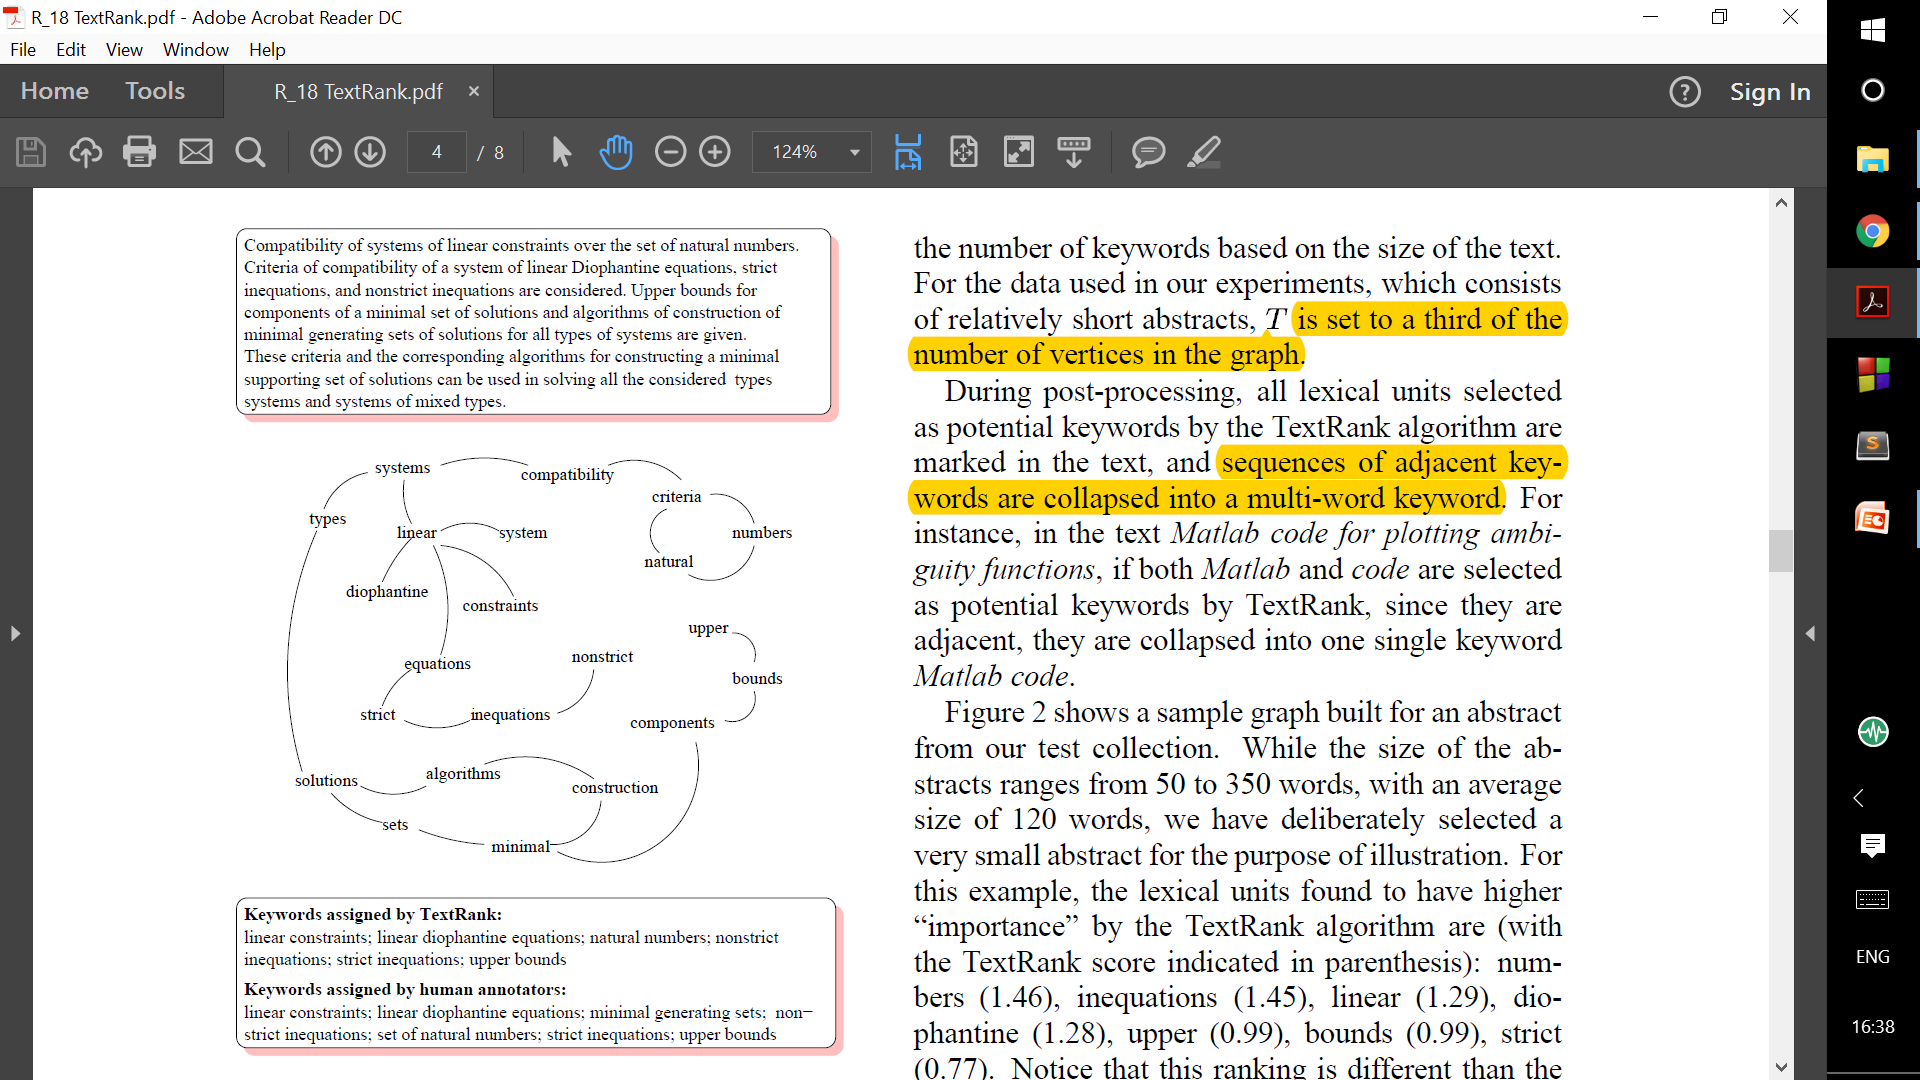 R_18 TextRank.pdf - Adobe Acrobat Reader DC
File Edit View Window Help
Home Tools R_18 TextRank.pdf × ? Sign In
4 / 8 124%
Compatibility of systems of linear constraints over the set of natural numbers.
Criteria of compatibility of a system of linear Diophantine equations, strict
inequations, and nonstrict inequations are considered. Upper bounds for
components of a minimal set of solutions and algorithms of construction of
minimal generating sets of solutions for all types of systems are given.
These criteria and the corresponding algorithms for constructing a minimal
supporting set of solutions can be used in solving all the considered types
systems and systems of mixed types.
systems
compatibility
criteria
types
linear
system
numbers
natural
diophantine
constraints
upper
equations
nonstrict
bounds
strict
inequations
components
solutions
algorithms
construction
sets
minimal
Keywords assigned by TextRank:
linear constraints; linear diophantine equations; natural numbers; nonstrict
inequations; strict inequations; upper bounds
Keywords assigned by human annotators:
linear constraints; linear diophantine equations; minimal generating sets; non−
strict inequations; set of natural numbers; strict inequations; upper bounds
the number of keywords based on the size of the text.
For the data used in our experiments, which consists
of relatively short abstracts, T is set to a third of the
number of vertices in the graph.
During post-processing, all lexical units selected
as potential keywords by the TextRank algorithm are
marked in the text, and sequences of adjacent key-
words are collapsed into a multi-word keyword. For
instance, in the text Matlab code for plotting ambi-
guity functions, if both Matlab and code are selected
as potential keywords by TextRank, since they are
adjacent, they are collapsed into one single keyword
Matlab code.
Figure 2 shows a sample graph built for an abstract
from our test collection. While the size of the ab-
stracts ranges from 50 to 350 words, with an average
size of 120 words, we have deliberately selected a
very small abstract for the purpose of illustration. For
this example, the lexical units found to have higher
“importance” by the TextRank algorithm are (with
the TextRank score indicated in parenthesis): num-
bers (1.46), inequations (1.45), linear (1.29), dio-
phantine (1.28), upper (0.99), bounds (0.99), strict
(0.77). Notice that this ranking is different than the
S
ENG
16:38